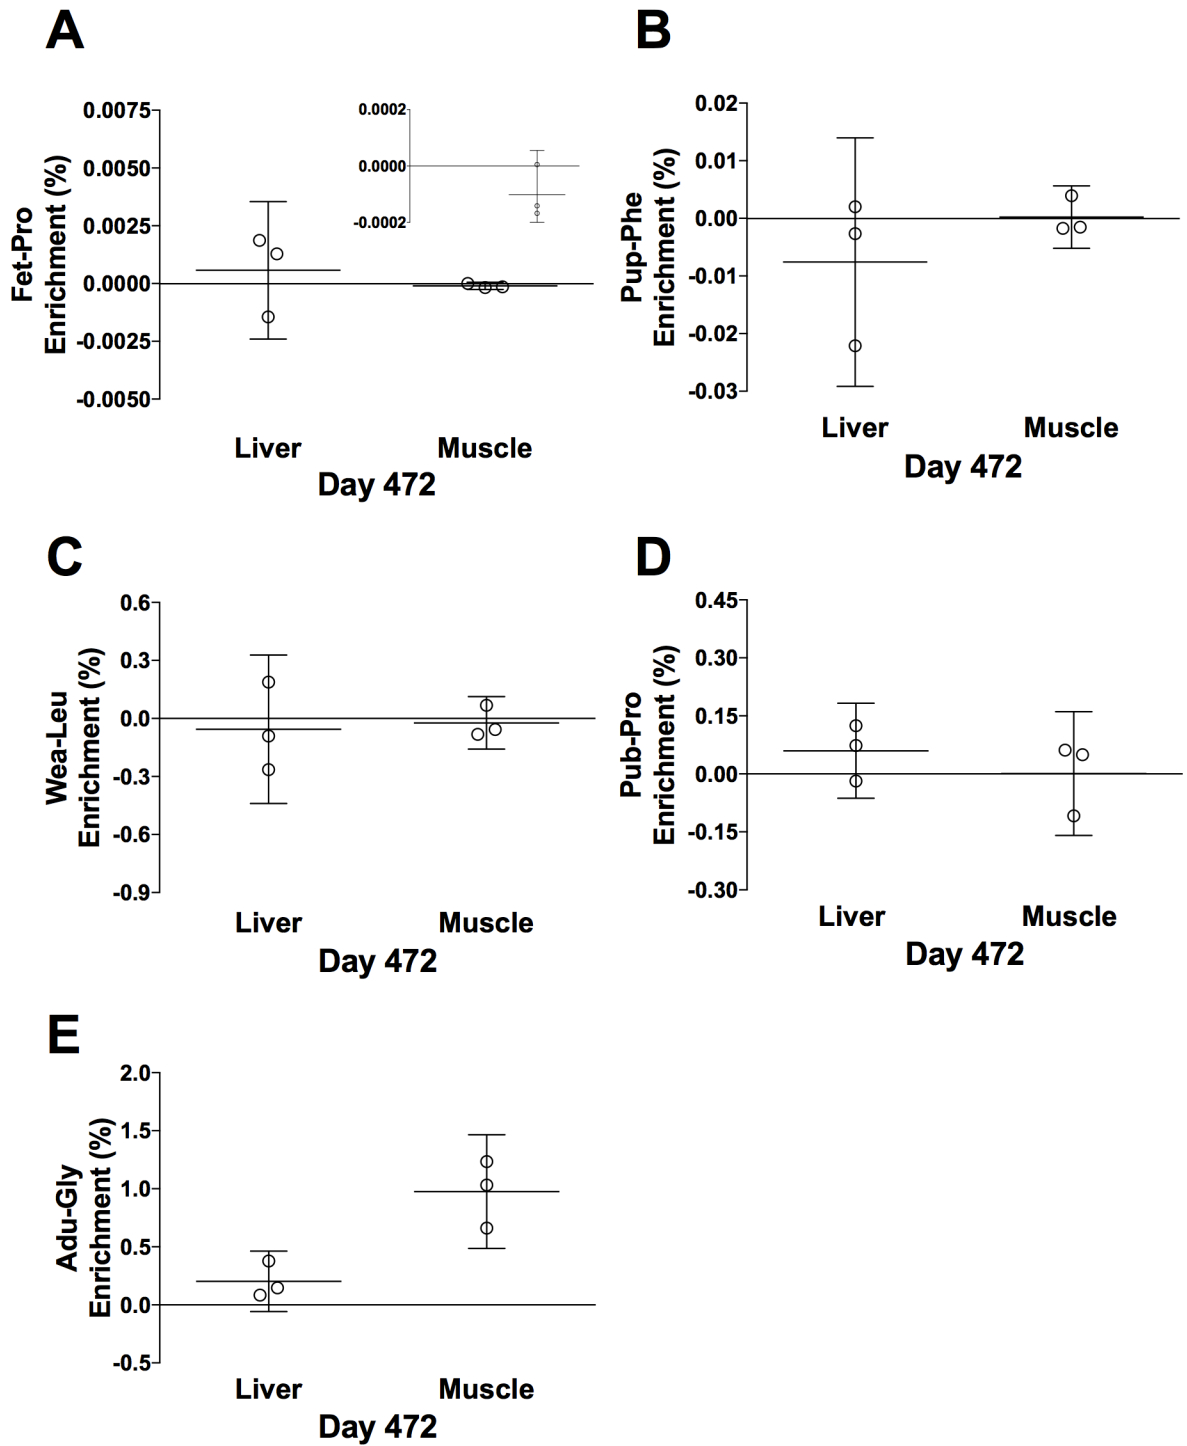 A
Fet-Pro
Enrichment (%)
0.0075
0.0050
0.0025
0.0000
-0.0025
-0.0050
0.0002
0.0000
-0.0002
Liver Muscle
Day 472
B
Pup-Phe
Enrichment (%)
0.02
0.01
0.00
-0.01
-0.02
-0.03
Liver Muscle
Day 472
C
Wea-Leu
Enrichment (%)
0.6
0.3
0.0
-0.3
-0.6
-0.9
Liver Muscle
Day 472
D
Pub-Pro
Enrichment (%)
0.45
0.30
0.15
0.00
-0.15
-0.30
Liver Muscle
Day 472
E
Adu-Gly
Enrichment (%)
2.0
1.5
1.0
0.5
0.0
-0.5
Liver Muscle
Day 472